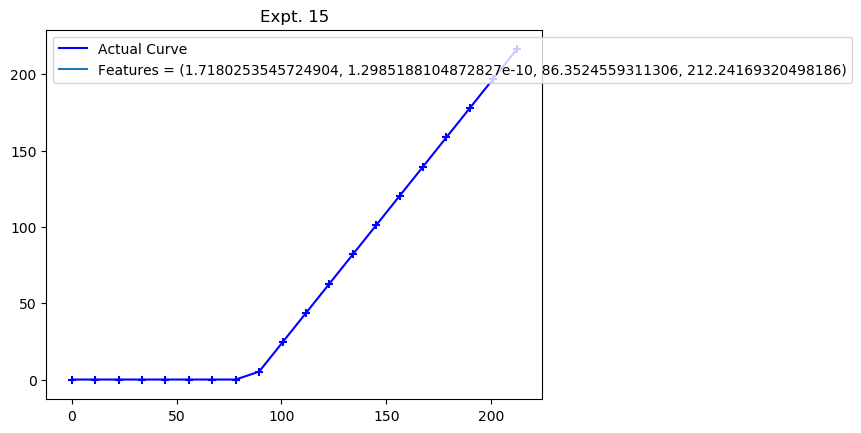 Expt. 15
Actual Curve
Features = (1.7180253545724904, 1.2985188104872827e-10, 86.3524559311306, 212.24169320498186)
200
150
100
50
0
0 50 100 150 200